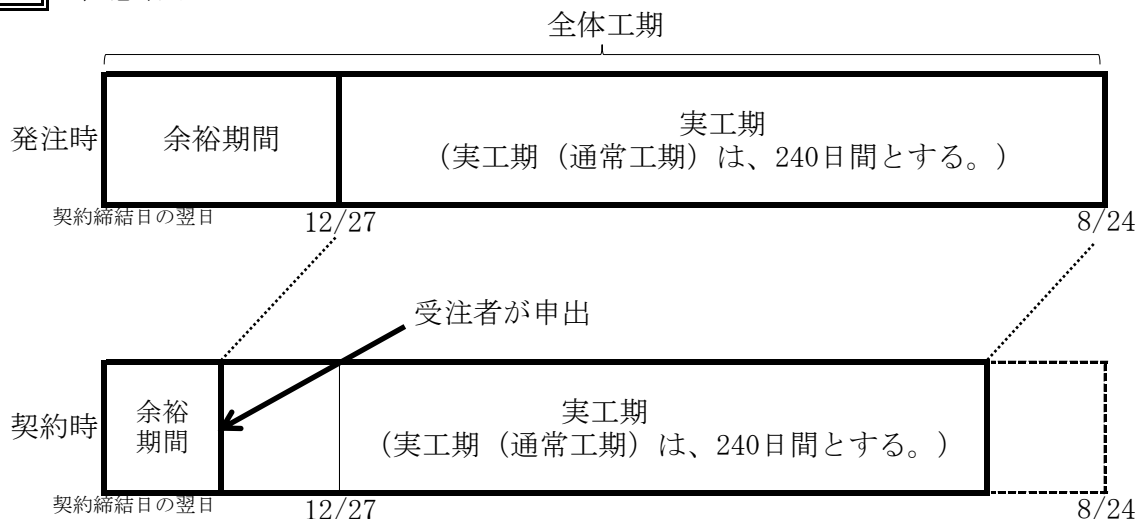 全体工期
発注時
余裕期間
実工期
（実工期（通常工期）は、240日間とする。）
契約締結日の翌日
12/27
8/24
受注者が申出
契約時
余裕
期間
実工期
（実工期（通常工期）は、240日間とする。）
契約締結日の翌日
12/27
8/24